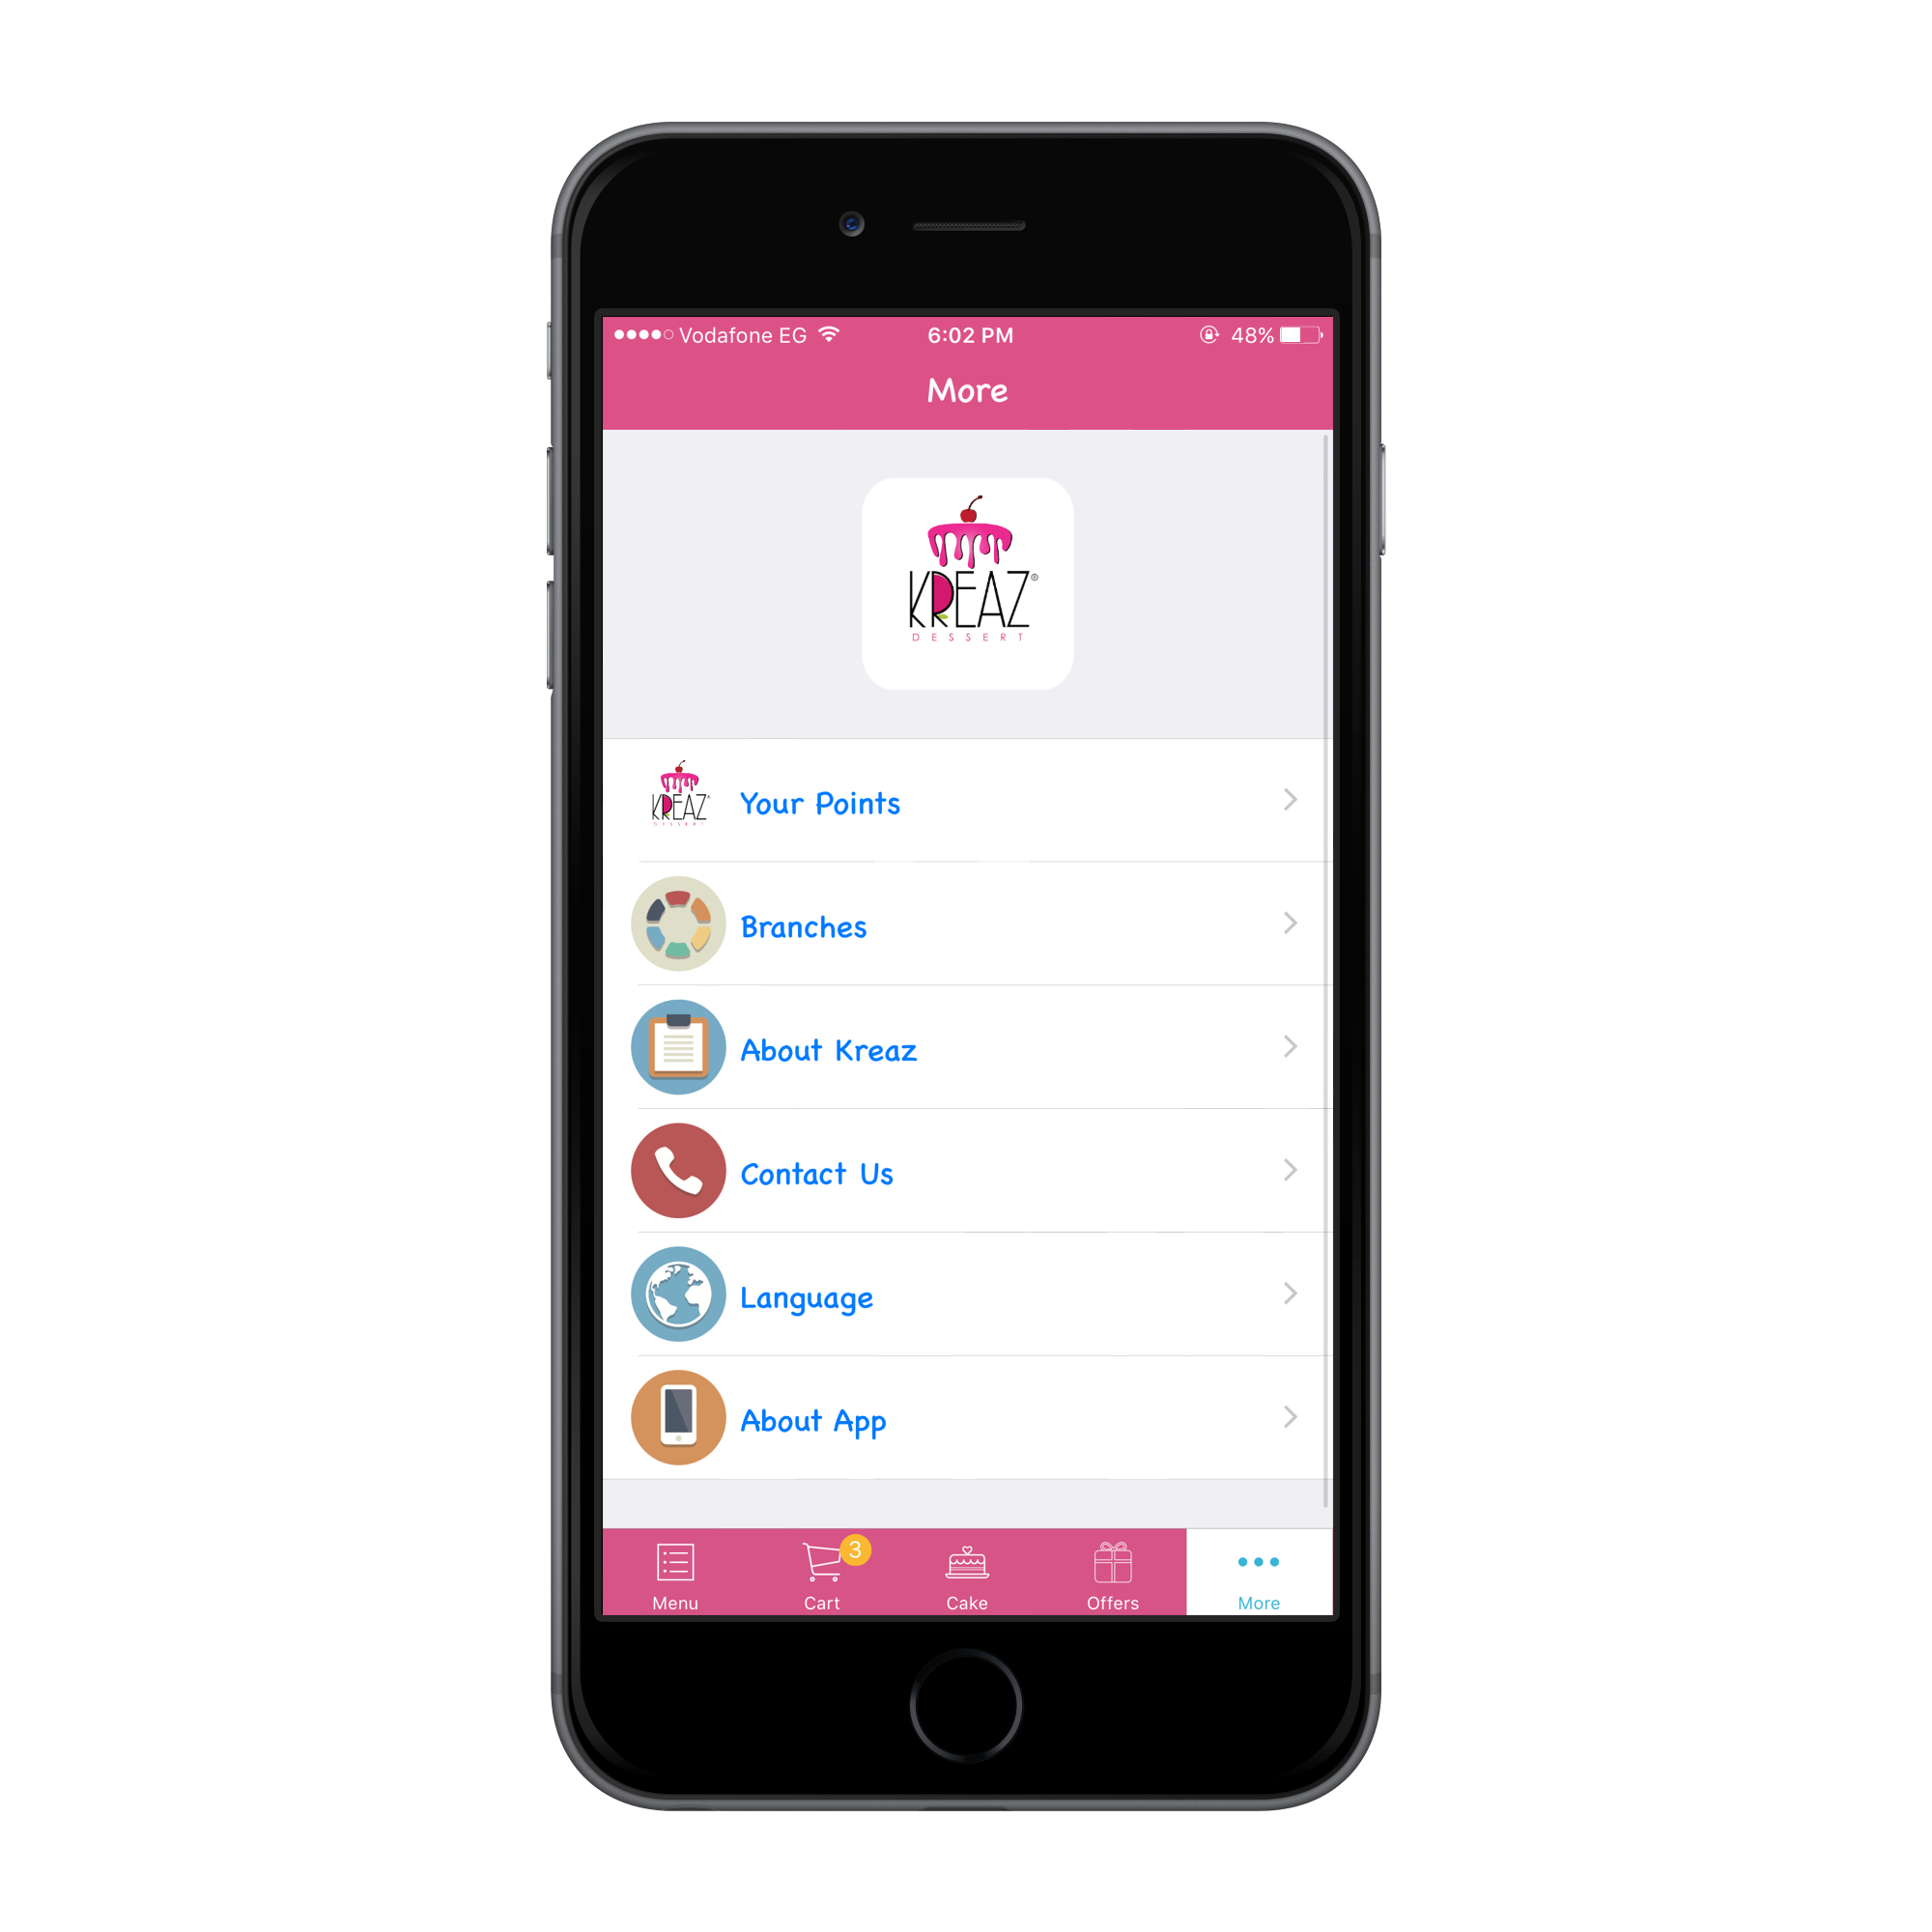 Vodafone EG 6:02 PM 48%
More
KREAZ®
DESSERT
KREAZ
DESSERT
Your Points
Branches
About Kreaz
Contact Us
Language
About App
3
Menu Cart Cake Offers More